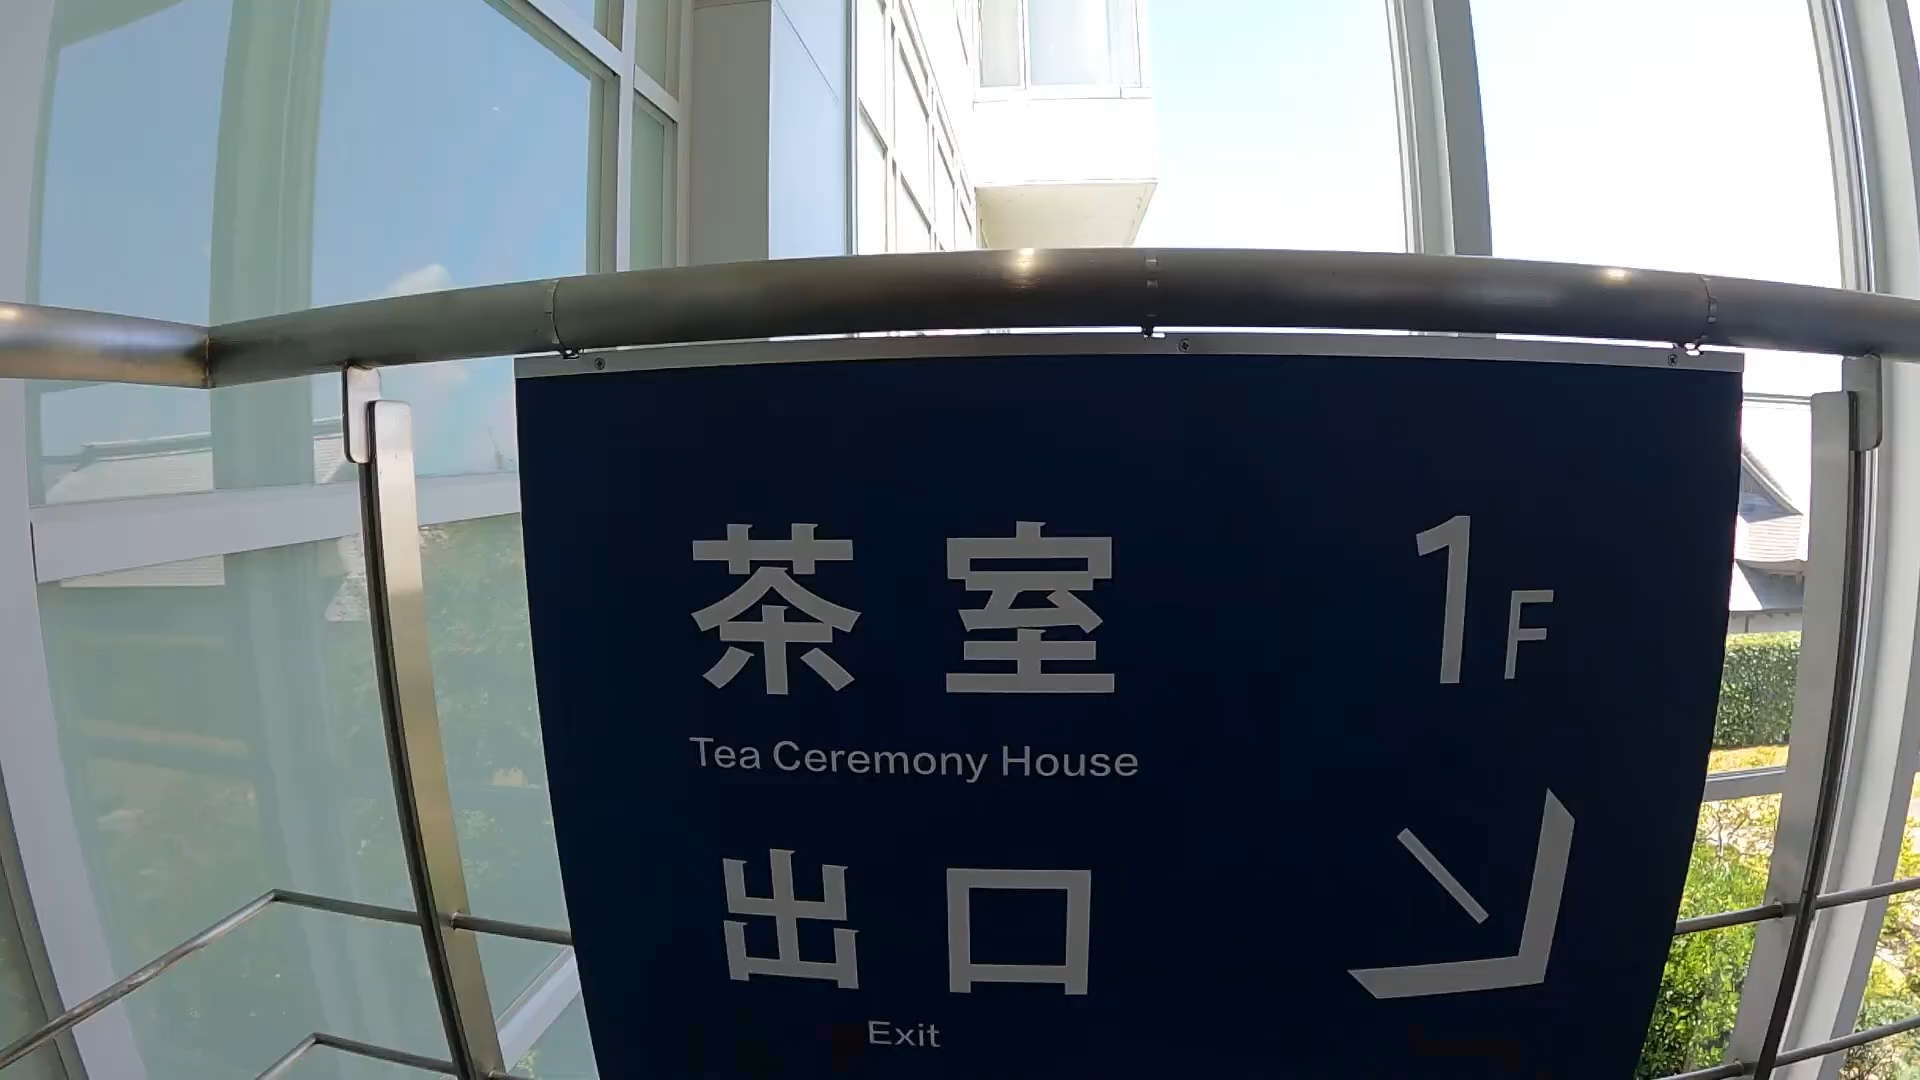 茶室 1F
Tea Ceremony House
出口
Exit